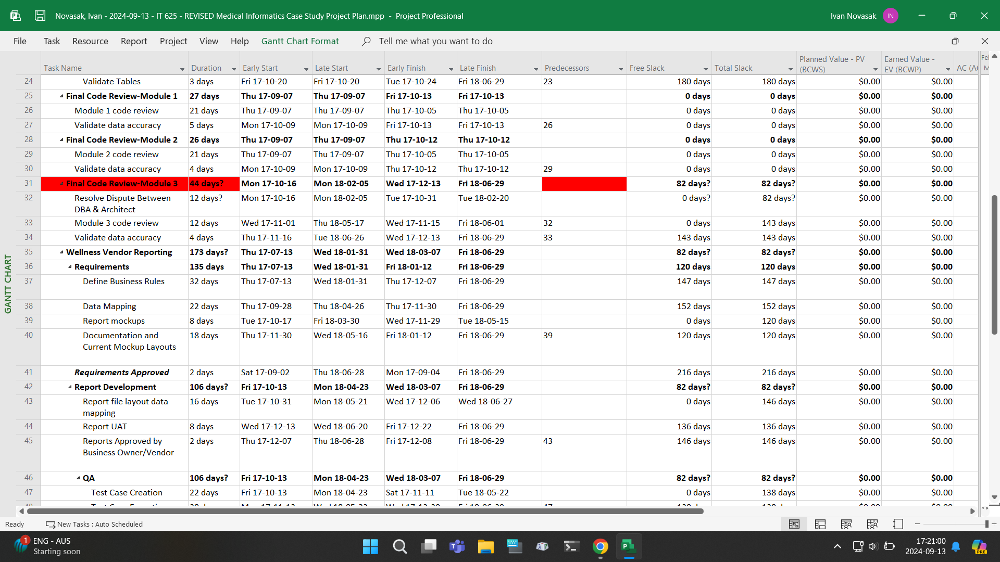 Novasak, Ivan - 2024-09-13 - IT 625 - REVISED Medical Informatics Case Study Project Plan.mpp - Project Professional
Ivan Novasak IN
File Task Resource Report Project View Help Gantt Chart Format Tell me what you want to do
Task Name Duration Early Start Late Start Early Finish Late Finish Predecessors Free Slack Total Slack Planned Value - PV (BCWS) Earned Value - EV (BCWP) AC (AC Fel M
24 Validate Tables 3 days Fri 17-10-20 Fri 17-10-20 Tue 17-10-24 Fri 18-06-29 23 180 days 180 days $0.00 $0.00
25 Final Code Review-Module 1 27 days Thu 17-09-07 Thu 17-09-07 Fri 17-10-13 Fri 17-10-13 0 days 0 days $0.00 $0.00
26 Module 1 code review 21 days Thu 17-09-07 Thu 17-09-07 Thu 17-10-05 Thu 17-10-05 0 days 0 days $0.00 $0.00
27 Validate data accuracy 5 days Mon 17-10-09 Mon 17-10-09 Fri 17-10-13 Fri 17-10-13 26 0 days 0 days $0.00 $0.00
28 Final Code Review-Module 2 26 days Thu 17-09-07 Thu 17-09-07 Thu 17-10-12 Thu 17-10-12 0 days 0 days $0.00 $0.00
29 Module 2 code review 21 days Thu 17-09-07 Thu 17-09-07 Thu 17-10-05 Thu 17-10-05 0 days 0 days $0.00 $0.00
30 Validate data accuracy 4 days Mon 17-10-09 Mon 17-10-09 Thu 17-10-12 Thu 17-10-12 29 0 days 0 days $0.00 $0.00
31 Final Code Review-Module 3 44 days? Mon 17-10-16 Mon 18-02-05 Wed 17-12-13 Fri 18-06-29 82 days? 82 days? $0.00 $0.00
32 Resolve Dispute Between 12 days? Mon 17-10-16 Mon 18-02-05 Tue 17-10-31 Tue 18-02-20 0 days? 82 days? $0.00 $0.00
DBA & Architect
33 Module 3 code review 12 days Wed 17-11-01 Thu 18-05-17 Wed 17-11-15 Fri 18-06-01 32 0 days 143 days $0.00 $0.00
34 Validate data accuracy 4 days Thu 17-11-16 Tue 18-06-26 Wed 17-12-13 Fri 18-06-29 33 143 days 143 days $0.00 $0.00
35 Wellness Vendor Reporting 173 days? Thu 17-07-13 Wed 18-01-31 Wed 18-03-07 Fri 18-06-29 82 days? 82 days? $0.00 $0.00
36 Requirements 135 days Thu 17-07-13 Wed 18-01-31 Fri 18-01-12 Fri 18-06-29 120 days 120 days $0.00 $0.00
37 Define Business Rules 32 days Thu 17-07-13 Wed 18-01-31 Thu 17-12-07 Fri 18-06-29 147 days 147 days $0.00 $0.00
38 Data Mapping 22 days Thu 17-09-28 Thu 18-04-26 Thu 17-11-30 Fri 18-06-29 152 days 152 days $0.00 $0.00
39 Report mockups 8 days Tue 17-10-17 Fri 18-03-30 Wed 17-11-29 Tue 18-05-15 0 days 120 days $0.00 $0.00
40 Documentation and 18 days Thu 17-11-30 Wed 18-05-16 Fri 18-01-12 Fri 18-06-29 39 120 days 120 days $0.00 $0.00
Current Mockup Layouts
41 Requirements Approved 2 days Sat 17-09-02 Thu 18-06-28 Mon 17-09-04 Fri 18-06-29 216 days 216 days $0.00 $0.00
42 Report Development 106 days? Fri 17-10-13 Mon 18-04-23 Wed 18-03-07 Fri 18-06-29 82 days? 82 days? $0.00 $0.00
43 Report file layout data 16 days Tue 17-10-31 Mon 18-05-21 Wed 17-12-06 Wed 18-06-27 0 days 146 days $0.00 $0.00
mapping
44 Report UAT 8 days Wed 17-12-13 Wed 18-06-20 Fri 17-12-22 Fri 18-06-29 136 days 136 days $0.00 $0.00
45 Reports Approved by 2 days Thu 17-12-07 Thu 18-06-28 Fri 17-12-08 Fri 18-06-29 43 146 days 146 days $0.00 $0.00
Business Owner/Vendor
46 QA 106 days? Fri 17-10-13 Mon 18-04-23 Wed 18-03-07 Fri 18-06-29 82 days? 82 days? $0.00 $0.00
47 Test Case Creation 22 days Fri 17-10-13 Mon 18-04-23 Sat 17-11-11 Tue 18-05-22 0 days 138 days $0.00 $0.00
GANTT CHART
Ready New Tasks : Auto Scheduled
1 ENG - AUS
Starting soon
17:21:00
2024-09-13
PRE